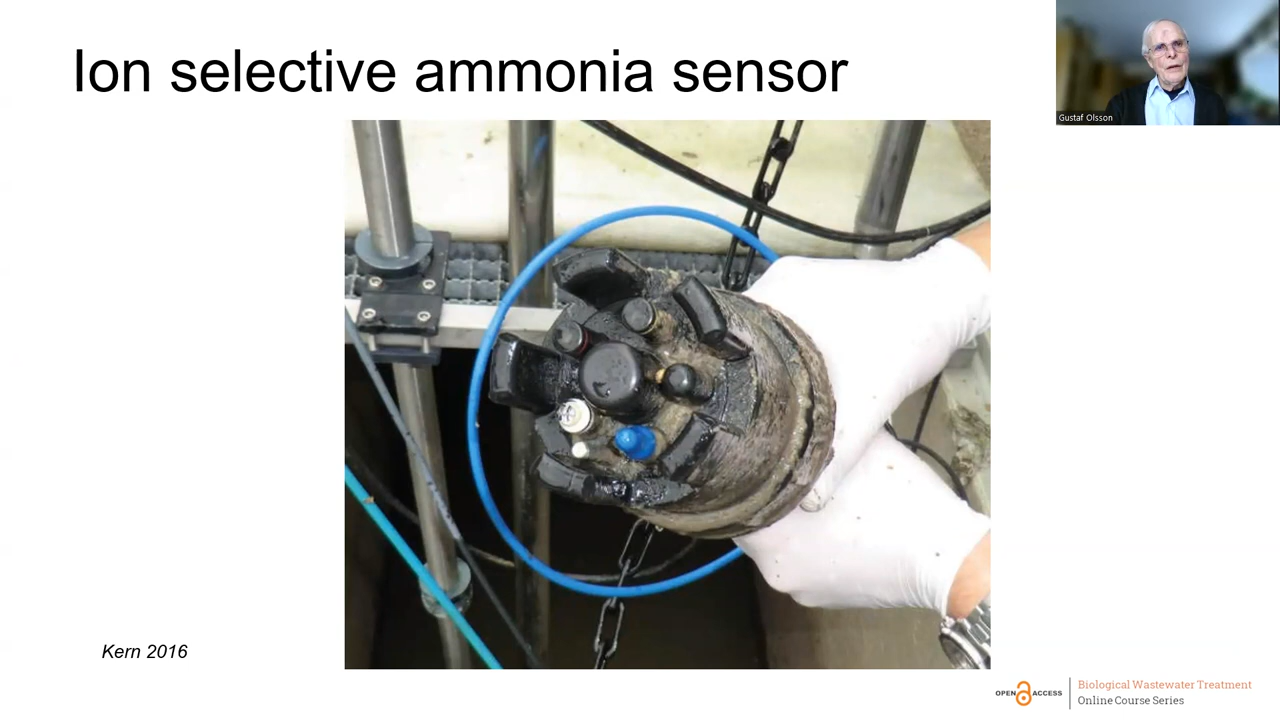 Ion selective ammonia sensor
Gustaf Olsson
Kern 2016
OPEN ACCESS
Biological Wastewater Treatment
Online Course Series